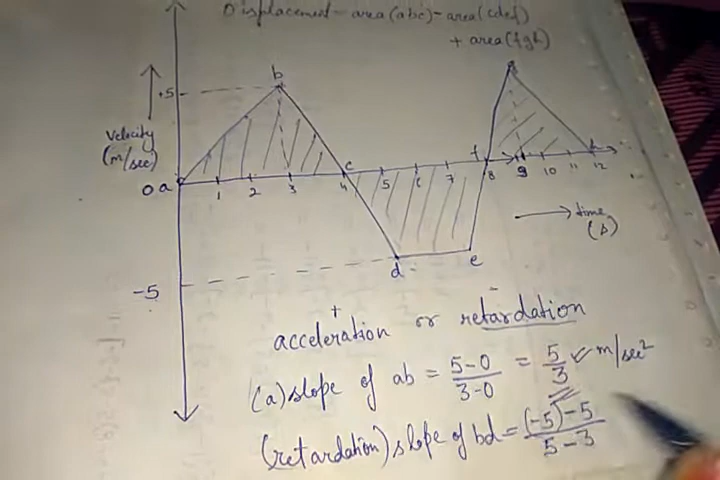 Displacement = area(abc) - area(cdef)
+ area(fgh)
b
+5
g
velocity
(m/sec)
c
f
h
0 a
1 2 3 4 5 6 7 8 9 10 11 12
time
(s)
d
e
-5
+ -
acceleration or retardation
(a) slope of ab = 5-0/3-0 = 5/3 m/sec²
(retardation) slope of bd = (-5)-5/5-3